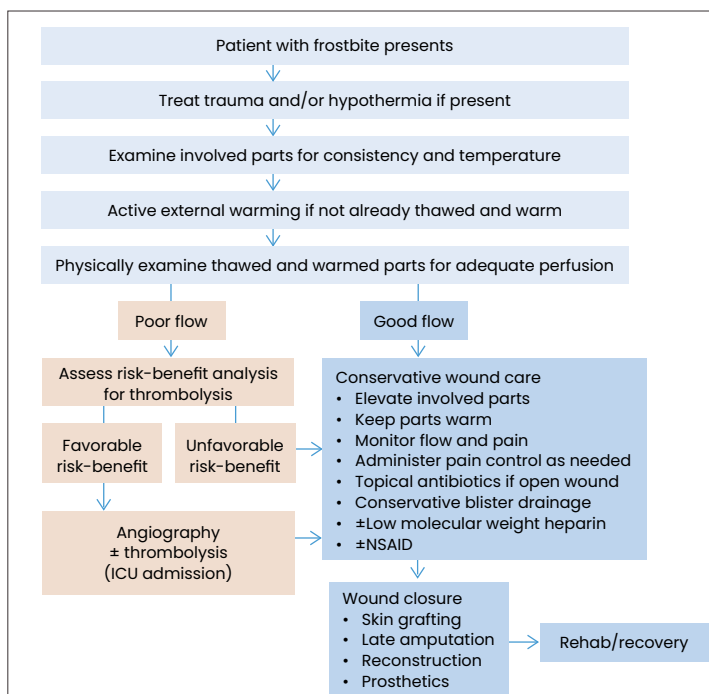 Patient with frostbite presents
Treat trauma and/or hypothermia if present
Examine involved parts for consistency and temperature
Active external warming if not already thawed and warm
Physically examine thawed and warmed parts for adequate perfusion
Poor flow
Good flow
Assess risk-benefit analysis
for thrombolysis
Favorable
risk-benefit
Unfavorable
risk-benefit
Angiography
± thrombolysis
(ICU admission)
Conservative wound care
• Elevate involved parts
• Keep parts warm
• Monitor flow and pain
• Administer pain control as needed
• Topical antibiotics if open wound
• Conservative blister drainage
• ±Low molecular weight heparin
• ±NSAID
Wound closure
• Skin grafting
• Late amputation
• Reconstruction
• Prosthetics
Rehab/recovery